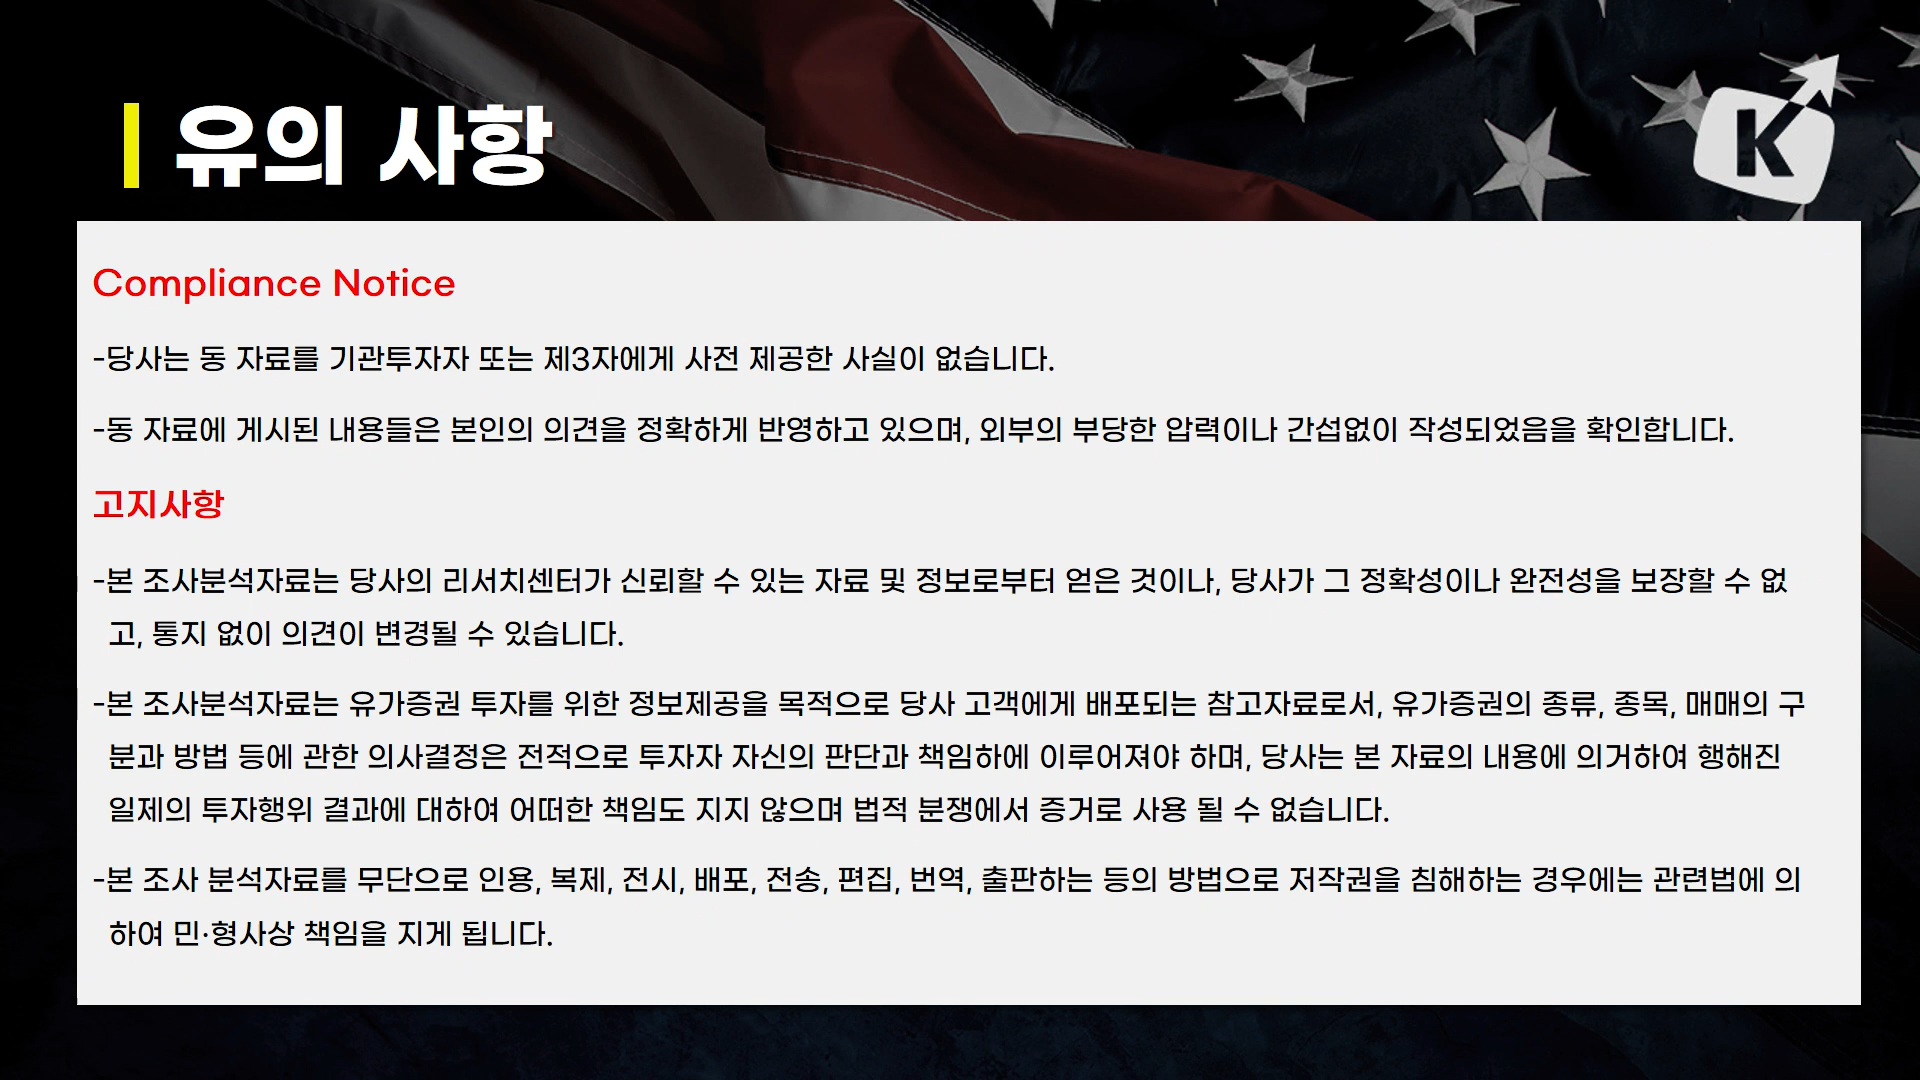 유의 사항
K
Compliance Notice
-당사는 동 자료를 기관투자자 또는 제3자에게 사전 제공한 사실이 없습니다.
-동 자료에 게시된 내용들은 본인의 의견을 정확하게 반영하고 있으며, 외부의 부당한 압력이나 간섭없이 작성되었음을 확인합니다.
고지사항
-본 조사분석자료는 당사의 리서치센터가 신뢰할 수 있는 자료 및 정보로부터 얻은 것이나, 당사가 그 정확성이나 완전성을 보장할 수 없
고, 통지 없이 의견이 변경될 수 있습니다.
-본 조사분석자료는 유가증권 투자를 위한 정보제공을 목적으로 당사 고객에게 배포되는 참고자료로서, 유가증권의 종류, 종목, 매매의 구
분과 방법 등에 관한 의사결정은 전적으로 투자자 자신의 판단과 책임하에 이루어져야 하며, 당사는 본 자료의 내용에 의거하여 행해진
일제의 투자행위 결과에 대하여 어떠한 책임도 지지 않으며 법적 분쟁에서 증거로 사용 될 수 없습니다.
-본 조사 분석자료를 무단으로 인용, 복제, 전시, 배포, 전송, 편집, 번역, 출판하는 등의 방법으로 저작권을 침해하는 경우에는 관련법에 의
하여 민·형사상 책임을 지게 됩니다.